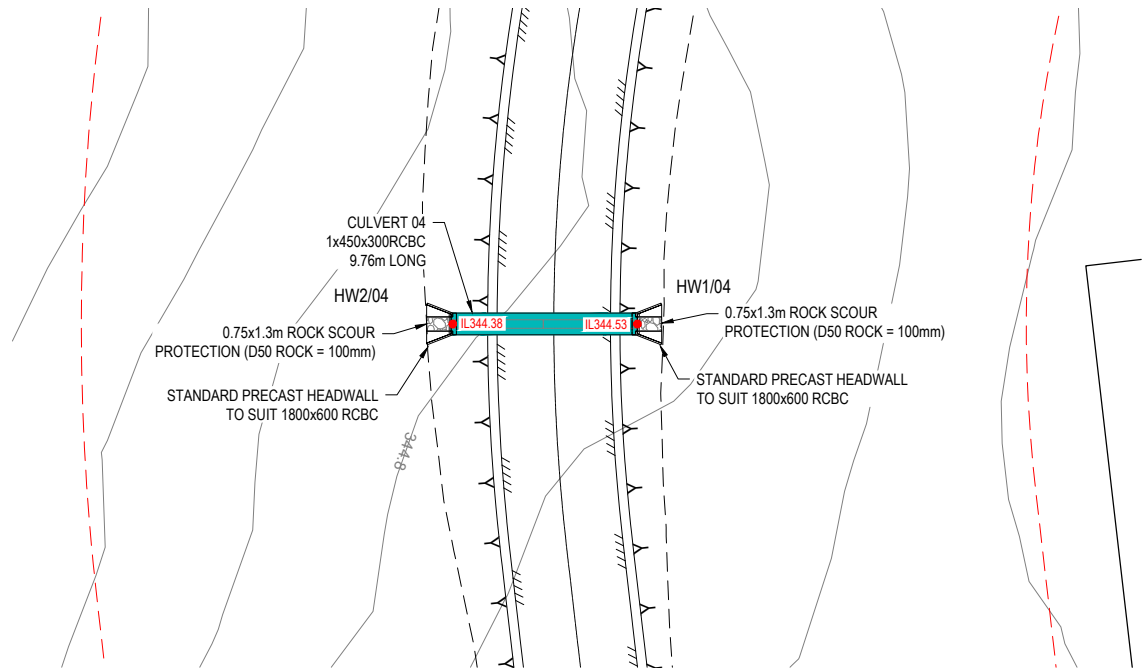 CULVERT 04
1x450x300RCBC
9.76m LONG
HW2/04
HW1/04
IL344.38
IL344.53
0.75x1.3m ROCK SCOUR
PROTECTION (D50 ROCK = 100mm)
0.75x1.3m ROCK SCOUR
PROTECTION (D50 ROCK = 100mm)
STANDARD PRECAST HEADWALL
TO SUIT 1800x600 RCBC
STANDARD PRECAST HEADWALL
TO SUIT 1800x600 RCBC
344.8